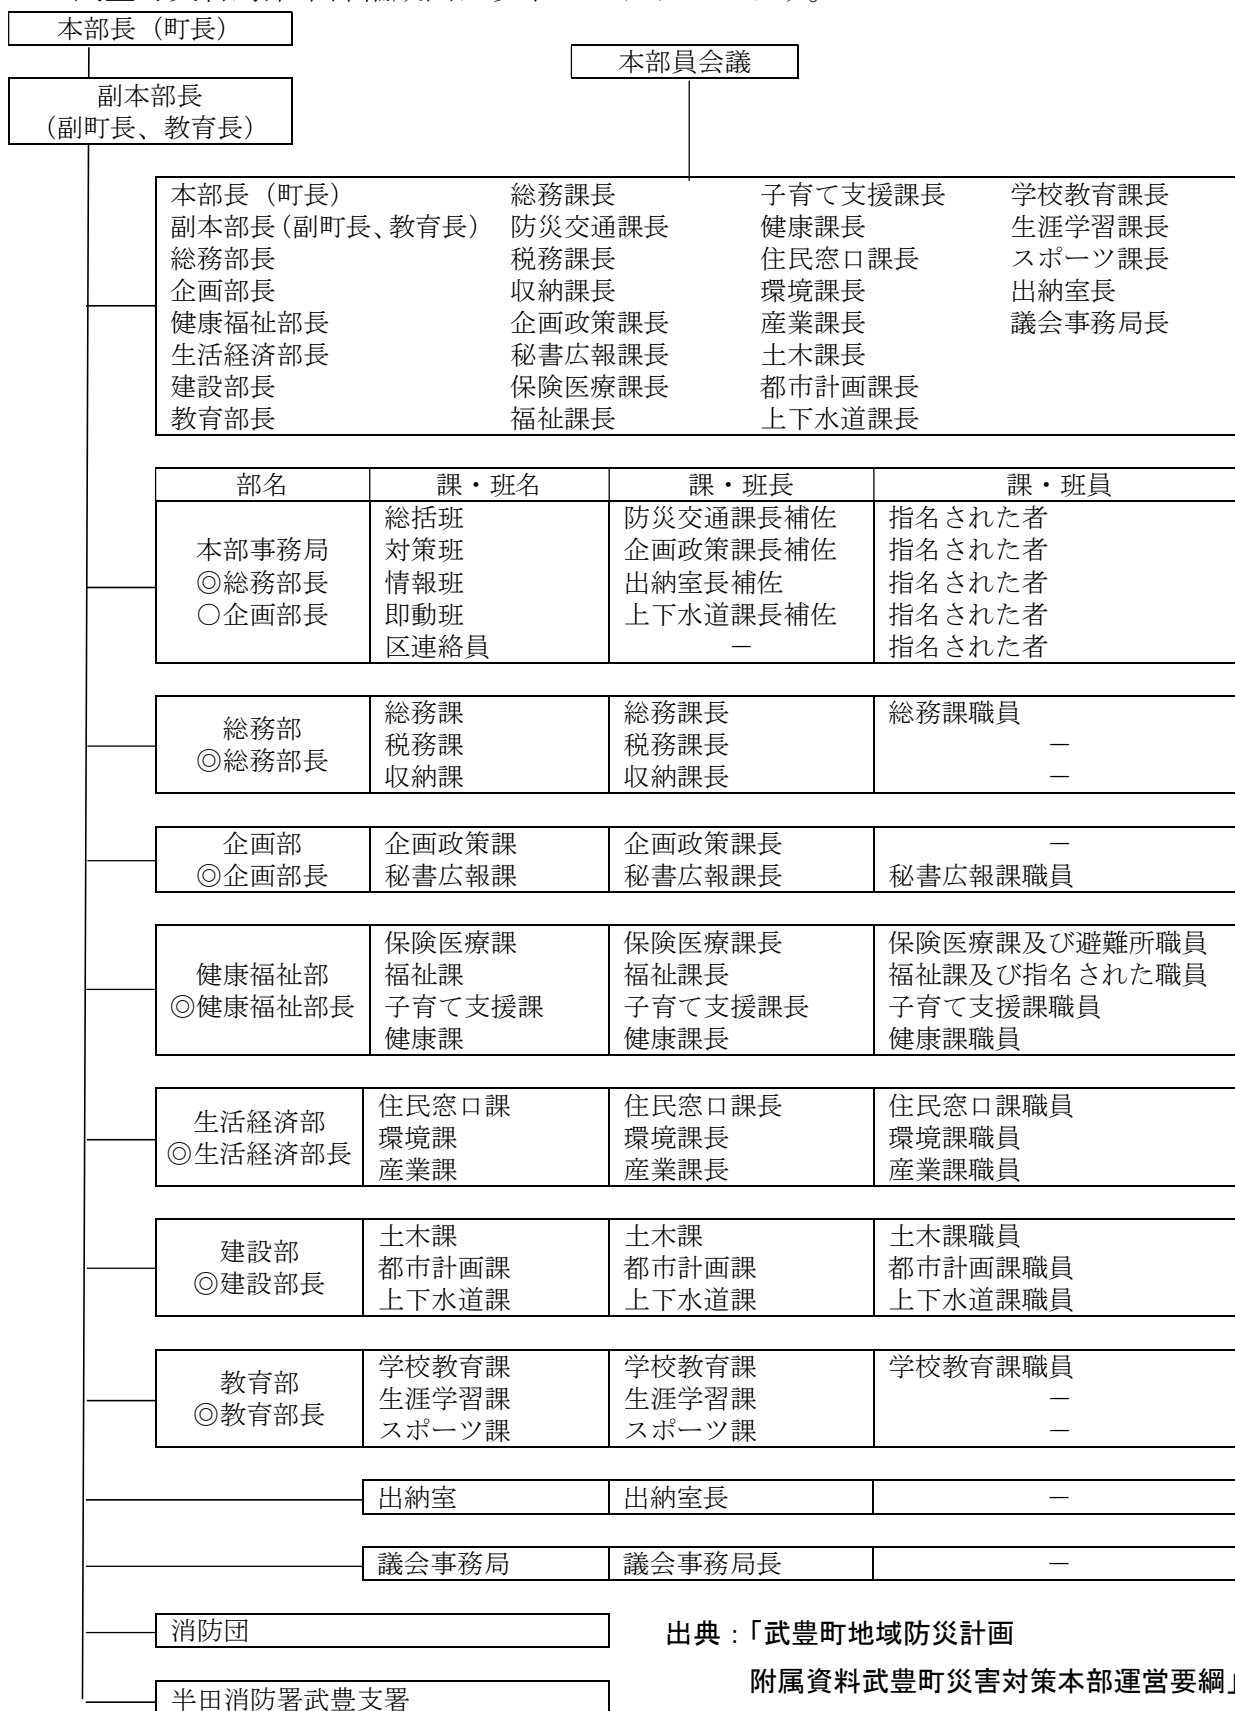 本部長（町長）
本部員会議
副本部長
（副町長、教育長）
本部長（町長） 総務課長 子育て支援課長 学校教育課長
副本部長（副町長、教育長） 防災交通課長 健康課長 生涯学習課長
総務部長 税務課長 住民窓口課長 スポーツ課長
企画部長 収納課長 環境課長 出納室長
健康福祉部長 企画政策課長 産業課長 議会事務局長
生活経済部長 秘書広報課長 土木課長
建設部長 保険医療課長 都市計画課長
教育部長 福祉課長 上下水道課長
部名 課・班名 課・班長 課・班員
本部事務局
◎総務部長
○企画部長
総括班 防災交通課長補佐 指名された者
対策班 企画政策課長補佐 指名された者
情報班 出納室長補佐 指名された者
即動班 上下水道課長補佐 指名された者
区連絡員 － 指名された者
総務部
◎総務部長
総務課 総務課長 総務課職員
税務課 税務課長 －
収納課 収納課長 －
企画部 企画政策課 企画政策課長 －
◎企画部長 秘書広報課 秘書広報課長 秘書広報課職員
健康福祉部
◎健康福祉部長
保険医療課 保険医療課長 保険医療課及び避難所職員
福祉課 福祉課長 福祉課及び指名された職員
子育て支援課 子育て支援課長 子育て支援課職員
健康課 健康課長 健康課職員
生活経済部
◎生活経済部長
住民窓口課 住民窓口課長 住民窓口課職員
環境課 環境課長 環境課職員
産業課 産業課長 産業課職員
建設部
◎建設部長
土木課 土木課 土木課職員
都市計画課 都市計画課 都市計画課職員
上下水道課 上下水道課 上下水道課職員
教育部
◎教育部長
学校教育課 学校教育課 学校教育課職員
生涯学習課 生涯学習課 －
スポーツ課 スポーツ課 －
出納室 出納室長 －
議会事務局 議会事務局長 －
消防団
出典：「武豊町地域防災計画
附属資料武豊町災害対策本部運営要綱」
半田消防署武豊支署